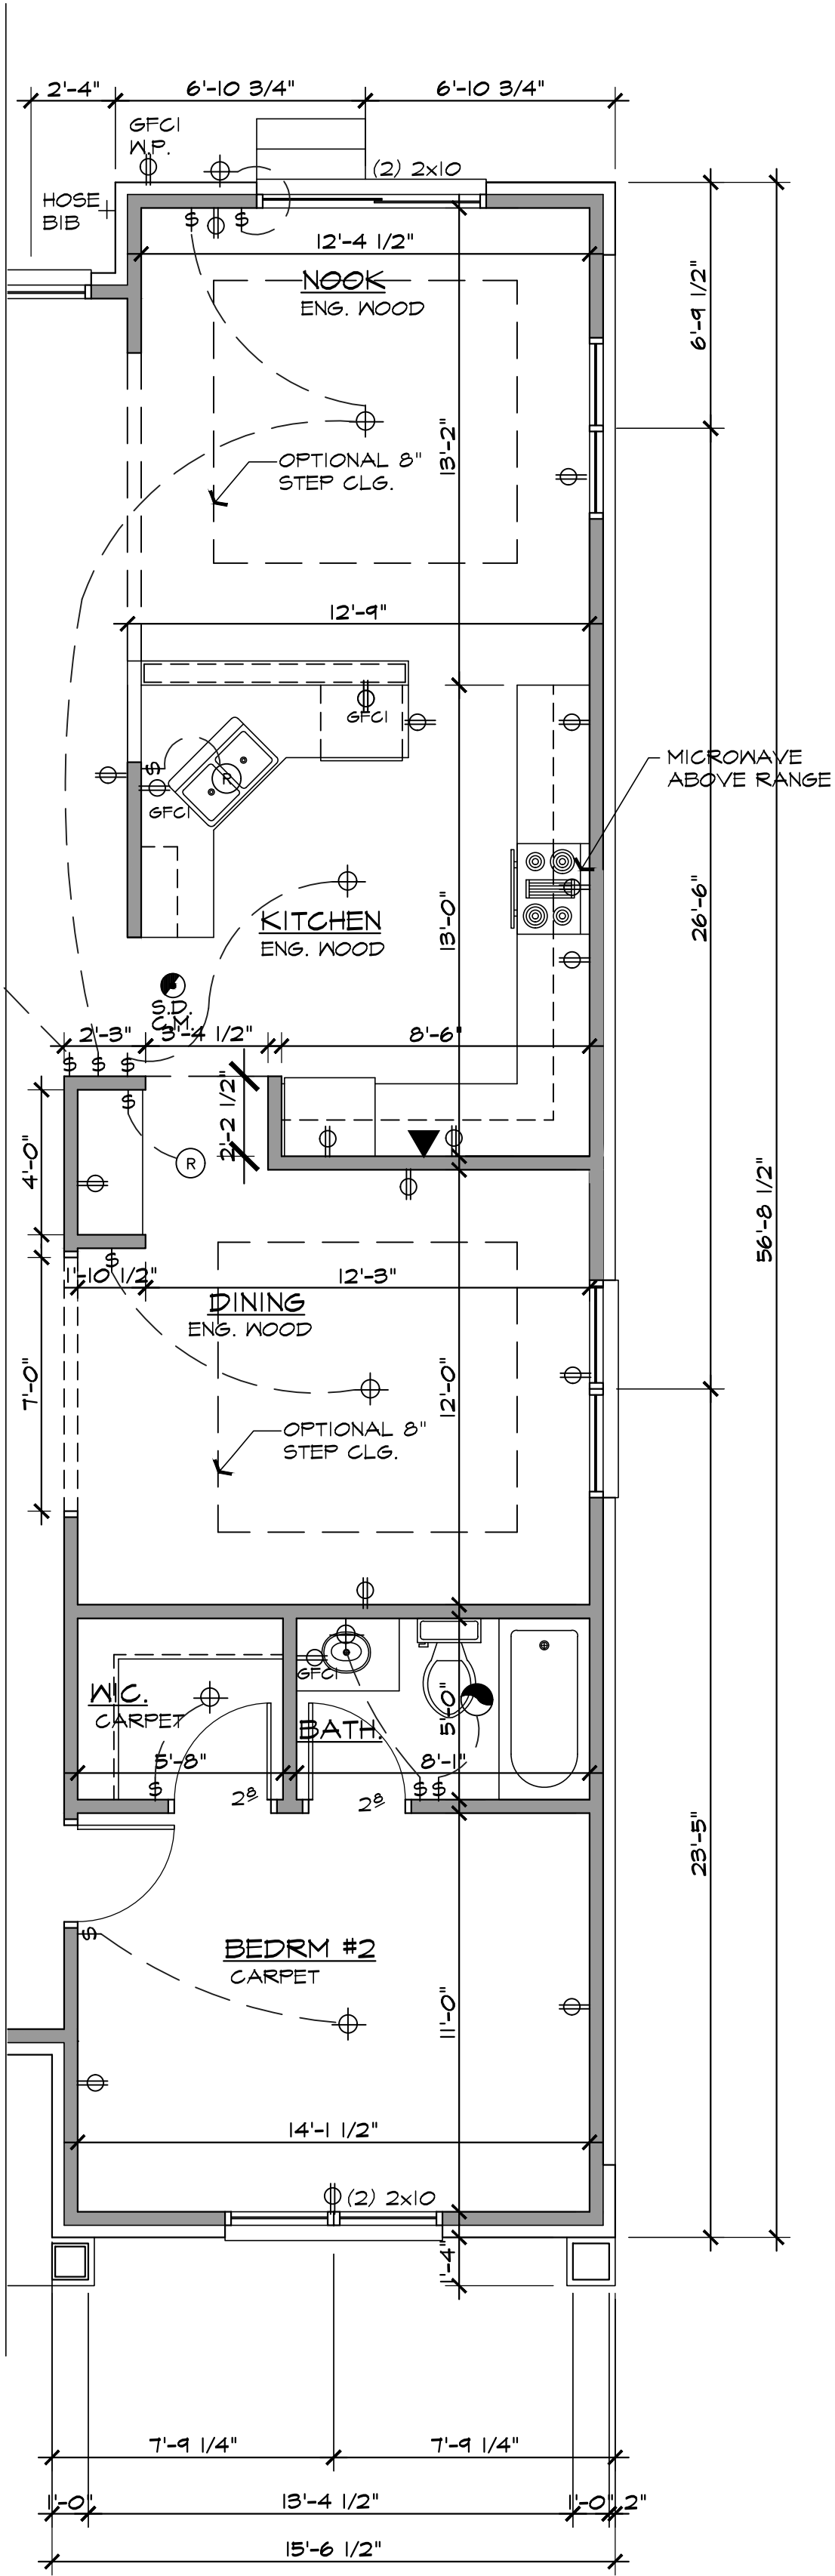 2'-4"
6'-10 3/4"
6'-10 3/4"
GFCI
W.P.
(2) 2x10
HOSE
BIB
$
$
12'-4 1/2"
NOOK
ENG. WOOD
6'-9 1/2"
13'-2"
OPTIONAL 8"
STEP CLG.
12'-9"
GFCI
$
R
GFCI
MICROWAVE
ABOVE RANGE
KITCHEN
ENG. WOOD
13'-0"
26'-6"
S.D.
C.M.
2'-3"
3'-4 1/2"
8'-6"
$
$
$
$
2'-2 1/2"
R
4'-0"
56'-8 1/2"
$
1'-10 1/2"
12'-3"
DINING
ENG. WOOD
7'-0"
12'-0"
OPTIONAL 8"
STEP CLG.
GFCI
W.I.C.
CARPET
BATH.
5'-0"
5'-8"
8'-1"
$
$
$
2⁸
2⁸
23'-5"
$
BEDRM #2
CARPET
11'-0"
14'-1 1/2"
(2) 2x10
1'-4"
7'-9 1/4"
7'-9 1/4"
1'-0"
13'-4 1/2"
1'-0"
2"
15'-6 1/2"